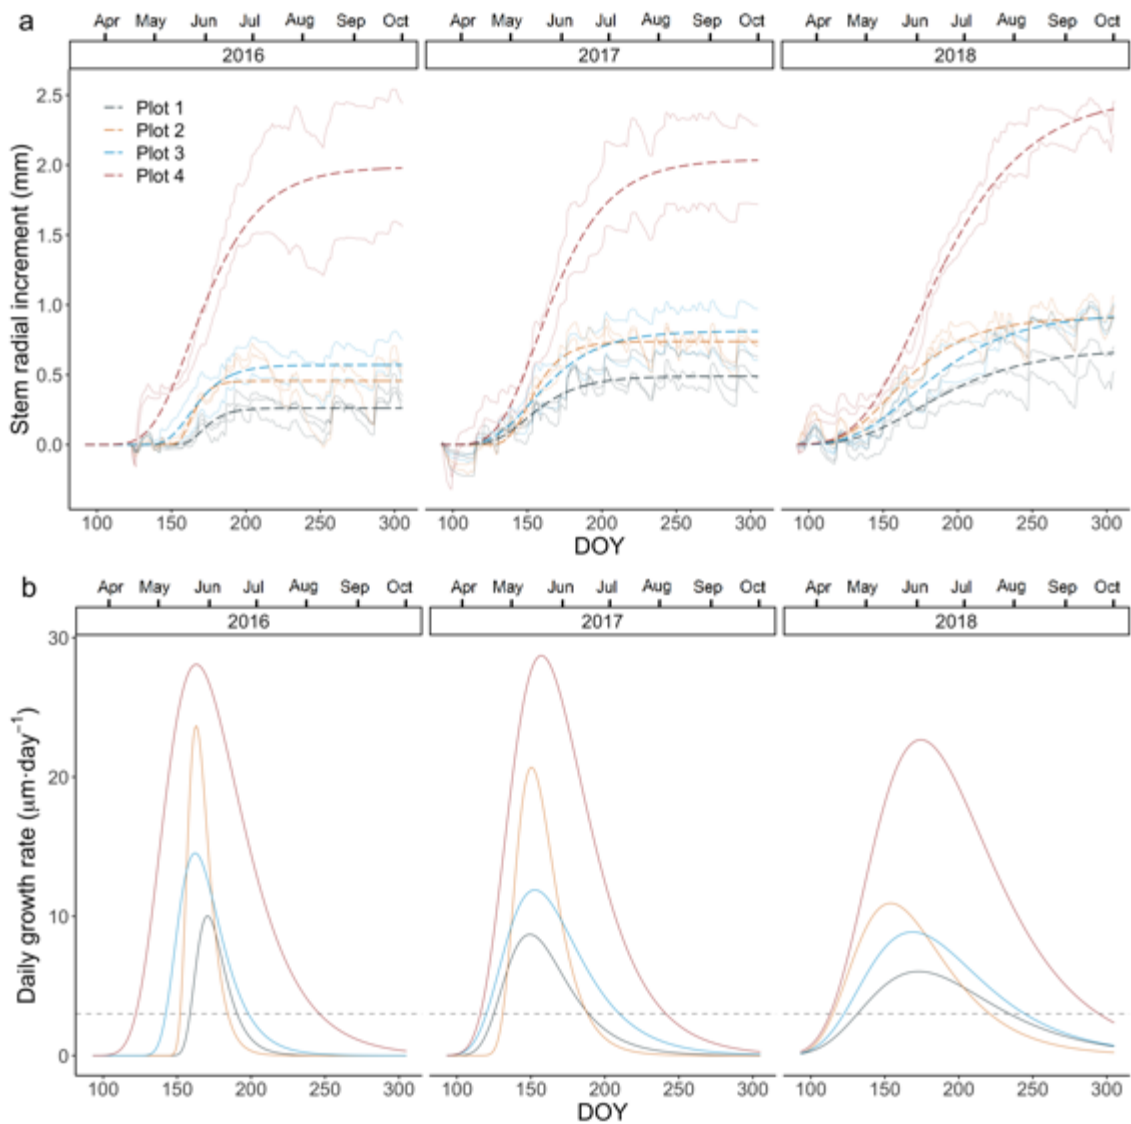 a
Apr May Jun Jul Aug Sep Oct
Apr May Jun Jul Aug Sep Oct
Apr May Jun Jul Aug Sep Oct
2016
2017
2018
Stem radial increment (mm)
2.5
2.0
1.5
1.0
0.5
0.0
Plot 1
Plot 2
Plot 3
Plot 4
100 150 200 250 300
100 150 200 250 300
100 150 200 250 300
DOY
b
Apr May Jun Jul Aug Sep Oct
Apr May Jun Jul Aug Sep Oct
Apr May Jun Jul Aug Sep Oct
2016
2017
2018
Daily growth rate (μm·day⁻¹)
30
20
10
0
100 150 200 250 300
100 150 200 250 300
100 150 200 250 300
DOY